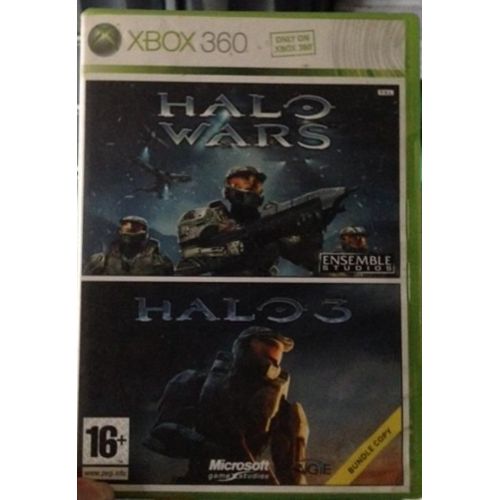 XBOX 360
ONLY ON
XBOX 360
HALO
WARS
ENSEMBLE
STUDIOS
HALO 3
16+
www.pegi.info
Microsoft
game studios
BUNDLE COPY